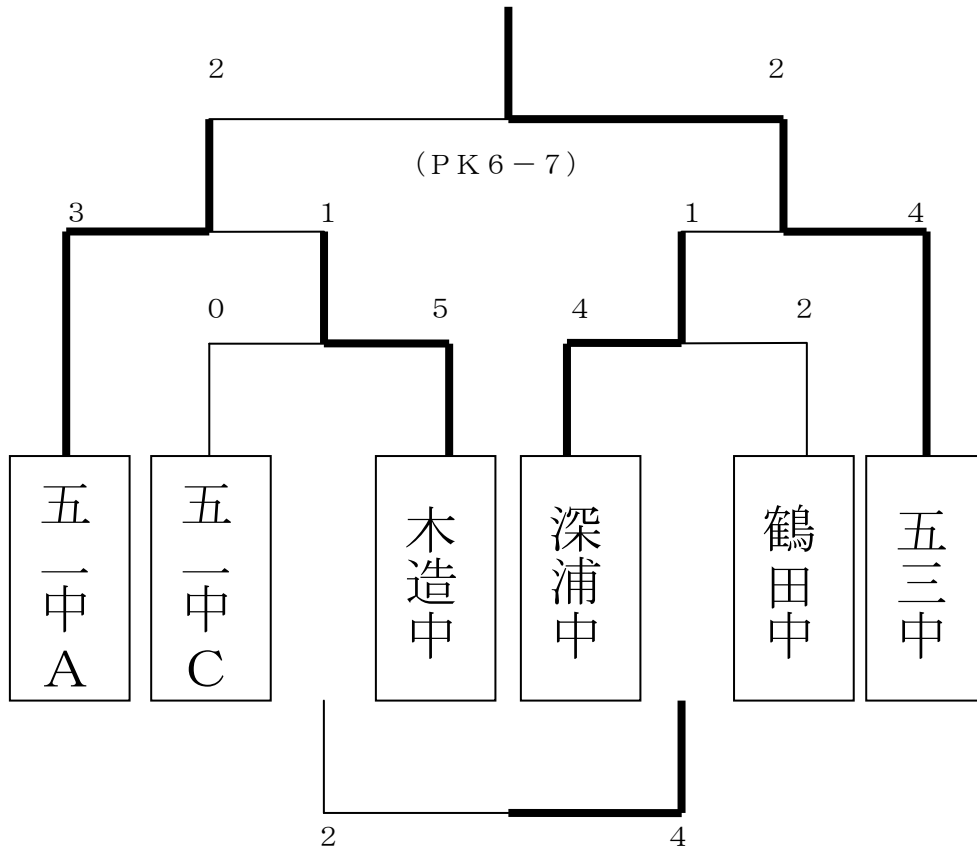 ２ ２
（ＰＫ６－７）
３ １ １ ４
０ ５ ４ ２
五一中Ａ
五一中Ｃ
木造中
深浦中
鶴田中
五三中
２ ４